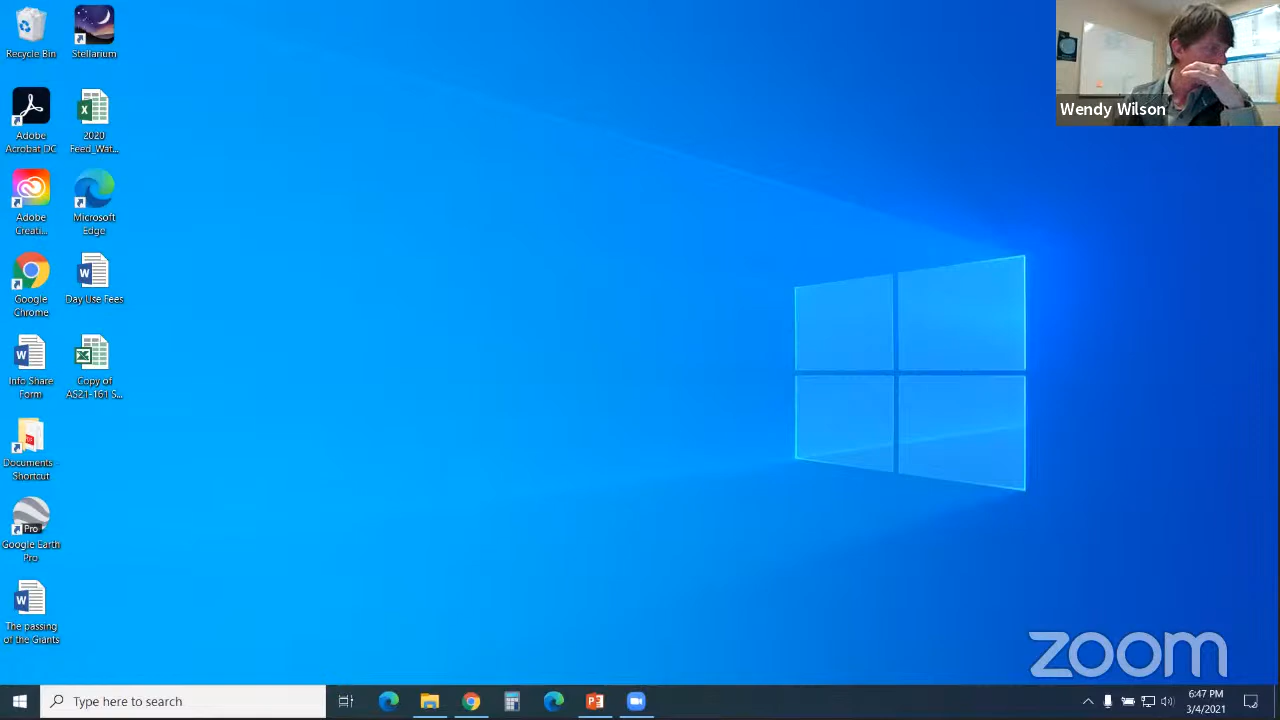 Recycle Bin
Stellarium
Adobe
Acrobat DC
2020
Feed_Wat...
Adobe
Creati...
Microsoft
Edge
Google
Chrome
Day Use Fees
Info Share
Form
Copy of
AS21-161 S...
Documents -
Shortcut
Pro
Google Earth
Pro
The passing
of the Giants
Wendy Wilson
zoom
Type here to search
6:47 PM
3/4/2021